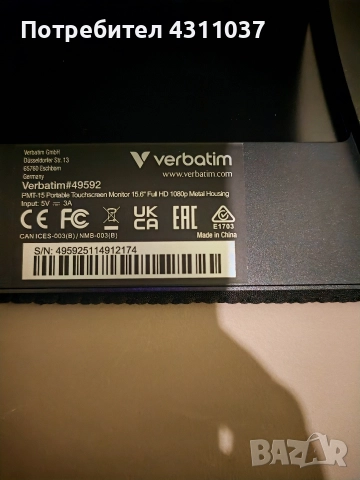 Потребител 4311037
Verbatim GmbH
Düsseldorfer Str. 13
65760 Eschborn
Germany
verbatim
www.verbatim.com
Verbatim#49592
PMT-15 Portable Touchscreen Monitor 15.6" Full HD 1080p Metal Housing
Input: 5V ⎓ 3A
CE FC UK CA EAC
E1703
CAN ICES-003(B)/NMB-003(B)
Made in China
S/N: 495925114912174
BAZAR